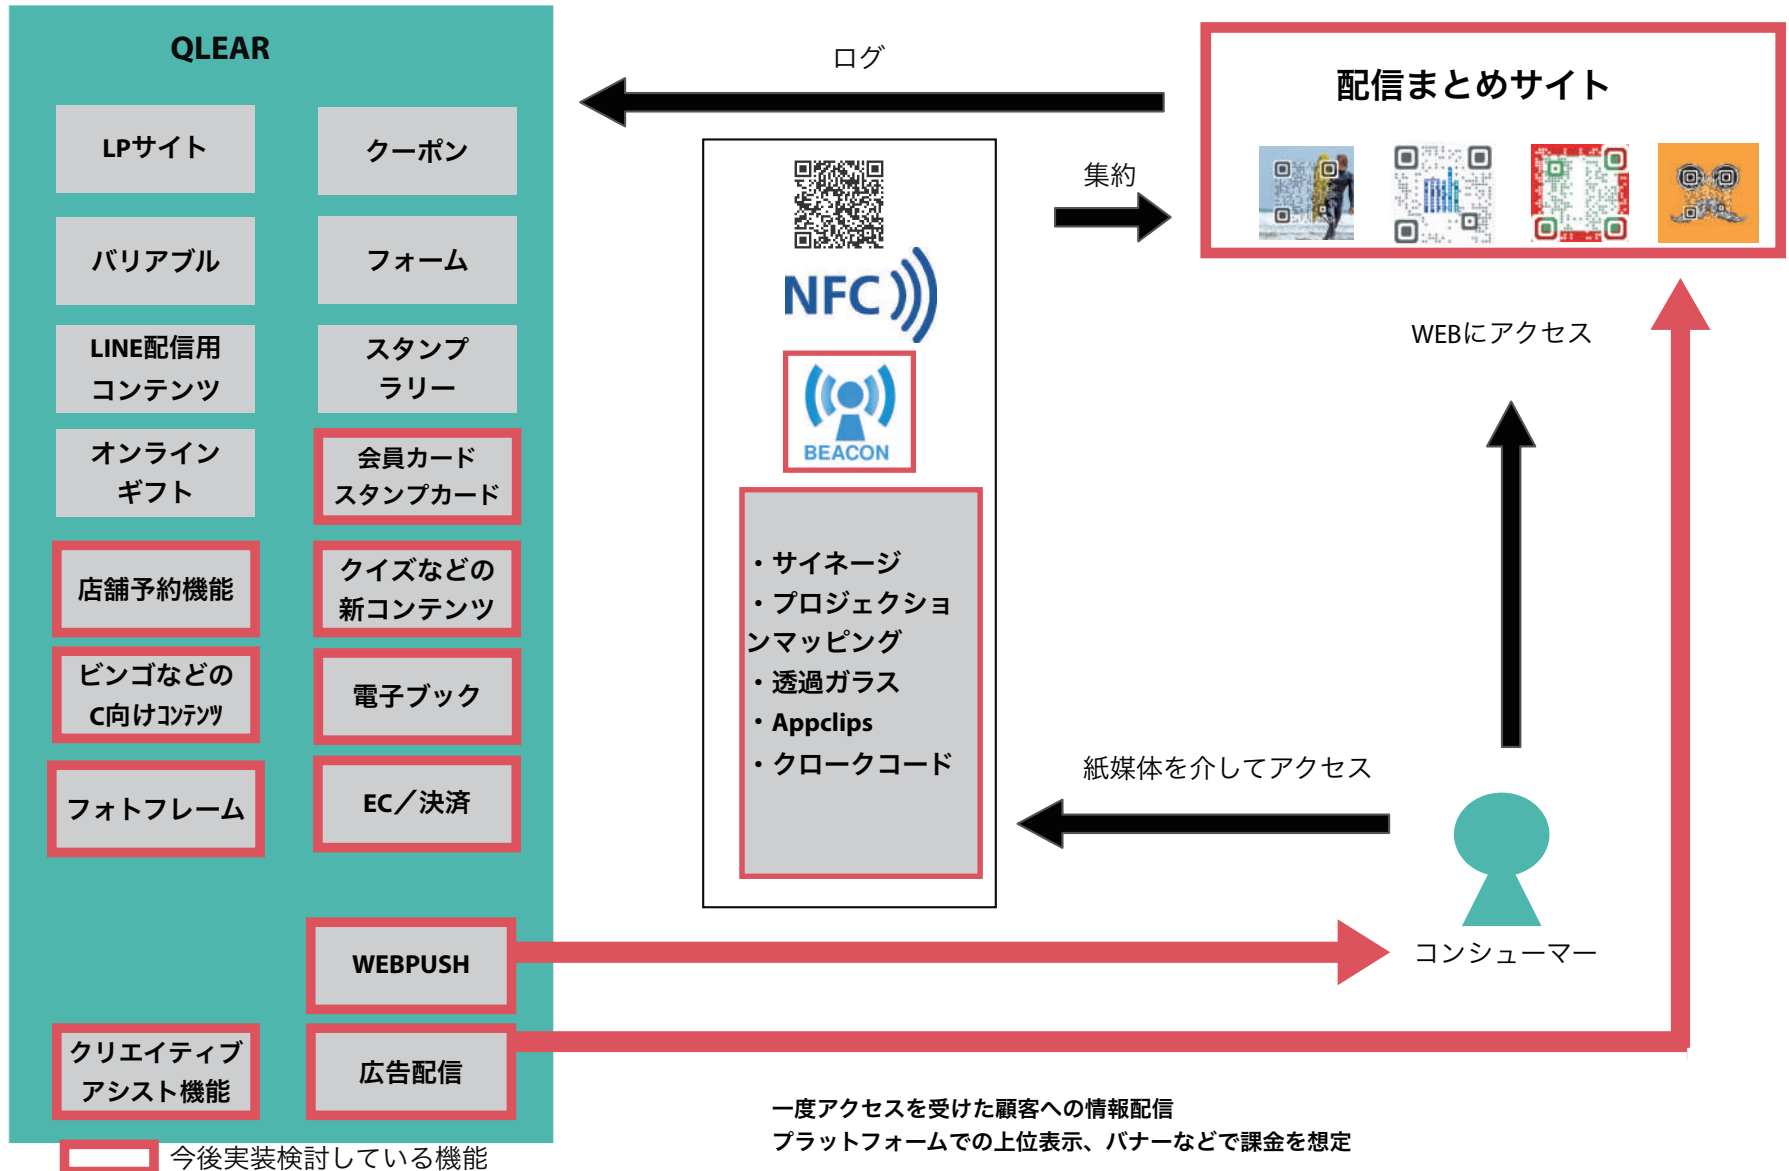 QLEAR
LPサイト
クーポン
バリアブル
フォーム
LINE配信用
コンテンツ
スタンプ
ラリー
オンライン
ギフト
会員カード
スタンプカード
店舗予約機能
クイズなどの
新コンテンツ
ビンゴなどの
C向けコンテンツ
電子ブック
フォトフレーム
EC／決済
WEBPUSH
クリエイティブ
アシスト機能
広告配信
今後実装検討している機能
ログ
NFC
BEACON
・サイネージ
・プロジェクショ
ンマッピング
・透過ガラス
・Appclips
・クロークコード
集約
配信まとめサイト
WEBにアクセス
紙媒体を介してアクセス
コンシューマー
一度アクセスを受けた顧客への情報配信
プラットフォームでの上位表示、バナーなどで課金を想定